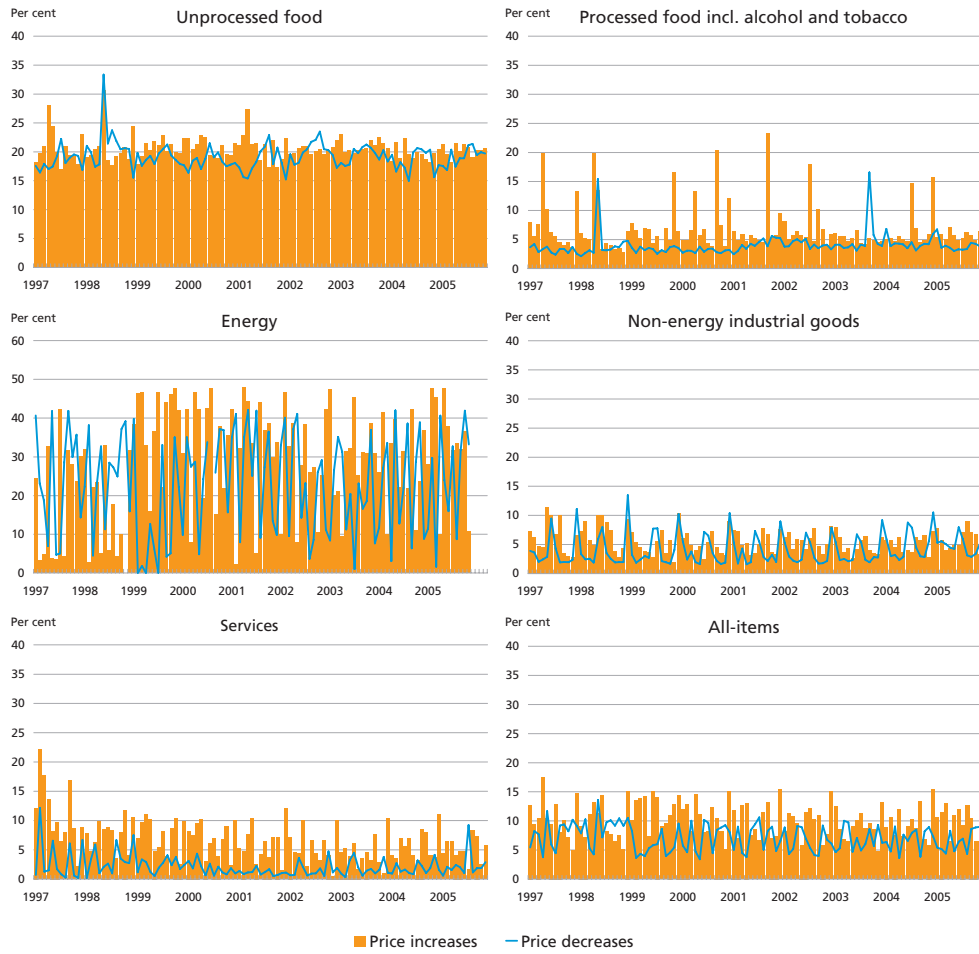 Per cent
Unprocessed food
40
35
30
25
20
15
10
5
0
1997 1998 1999 2000 2001 2002 2003 2004 2005
Per cent
Processed food incl. alcohol and tobacco
40
35
30
25
20
15
10
5
0
1997 1998 1999 2000 2001 2002 2003 2004 2005
Per cent
Energy
60
50
40
30
20
10
0
1997 1998 1999 2000 2001 2002 2003 2004 2005
Per cent
Non-energy industrial goods
40
35
30
25
20
15
10
5
0
1997 1998 1999 2000 2001 2002 2003 2004 2005
Per cent
Services
40
35
30
25
20
15
10
5
0
1997 1998 1999 2000 2001 2002 2003 2004 2005
Per cent
All-items
40
35
30
25
20
15
10
5
0
1997 1998 1999 2000 2001 2002 2003 2004 2005
Price increases Price decreases